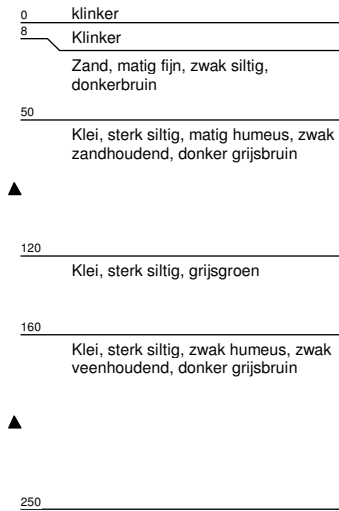 0 klinker
8 Klinker
Zand, matig fijn, zwak siltig,
donkerbruin
50
Klei, sterk siltig, matig humeus, zwak
zandhoudend, donker grijsbruin
120
Klei, sterk siltig, grijsgroen
160
Klei, sterk siltig, zwak humeus, zwak
veenhoudend, donker grijsbruin
250